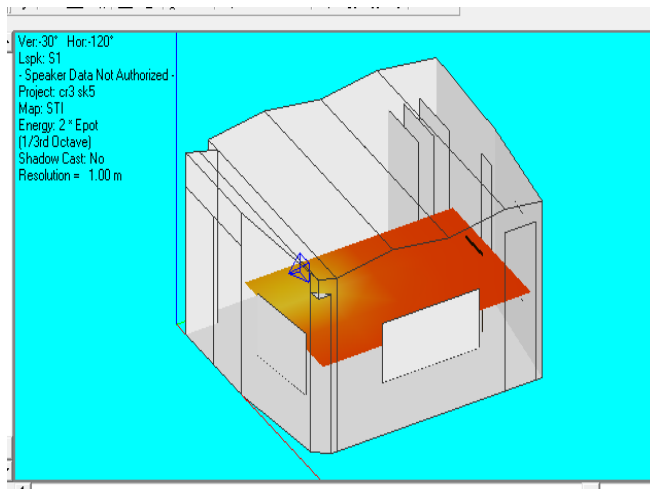 Ver:-30° Hor:-120°
Lspk: S1
- Speaker Data Not Authorized -
Project: cr3 sk5
Map: STI
Energy: 2 * Epot
(1/3rd Octave)
Shadow Cast: No
Resolution = 1.00 m